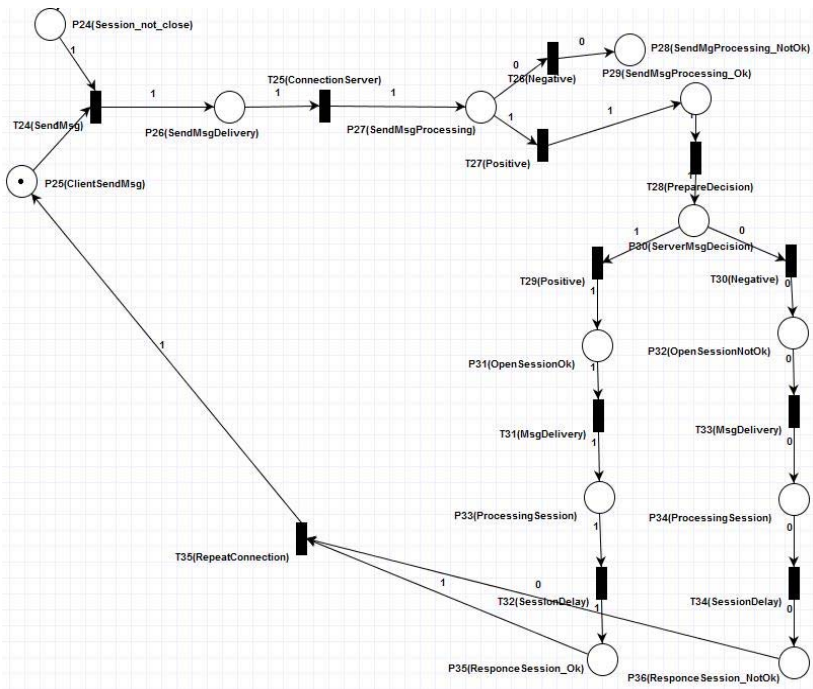 P24(Session_not_close)
1
T24(SendMsg)
1
P25(ClientSendMsg)
P26(SendMsgDelivery)
1
T25(ConnectionServer)
1
P27(SendMsgProcessing)
0
T26(Negative)
0
P28(SendMgProcessing_NotOk)
P29(SendMsgProcessing_Ok)
1
T27(Positive)
1
1
T28(PrepareDecision)
1
P30(ServerMsgDecision)
1
0
T29(Positive)
1
T30(Negative)
0
P31(OpenSessionOk)
1
P32(OpenSessionNotOk)
0
T31(MsgDelivery)
1
T33(MsgDelivery)
0
P33(ProcessingSession)
1
P34(ProcessingSession)
0
T32(SessionDelay)
1
T34(SessionDelay)
0
P35(ResponceSession_Ok)
P36(ResponceSession_NotOk)
1
0
T35(RepeatConnection)
1